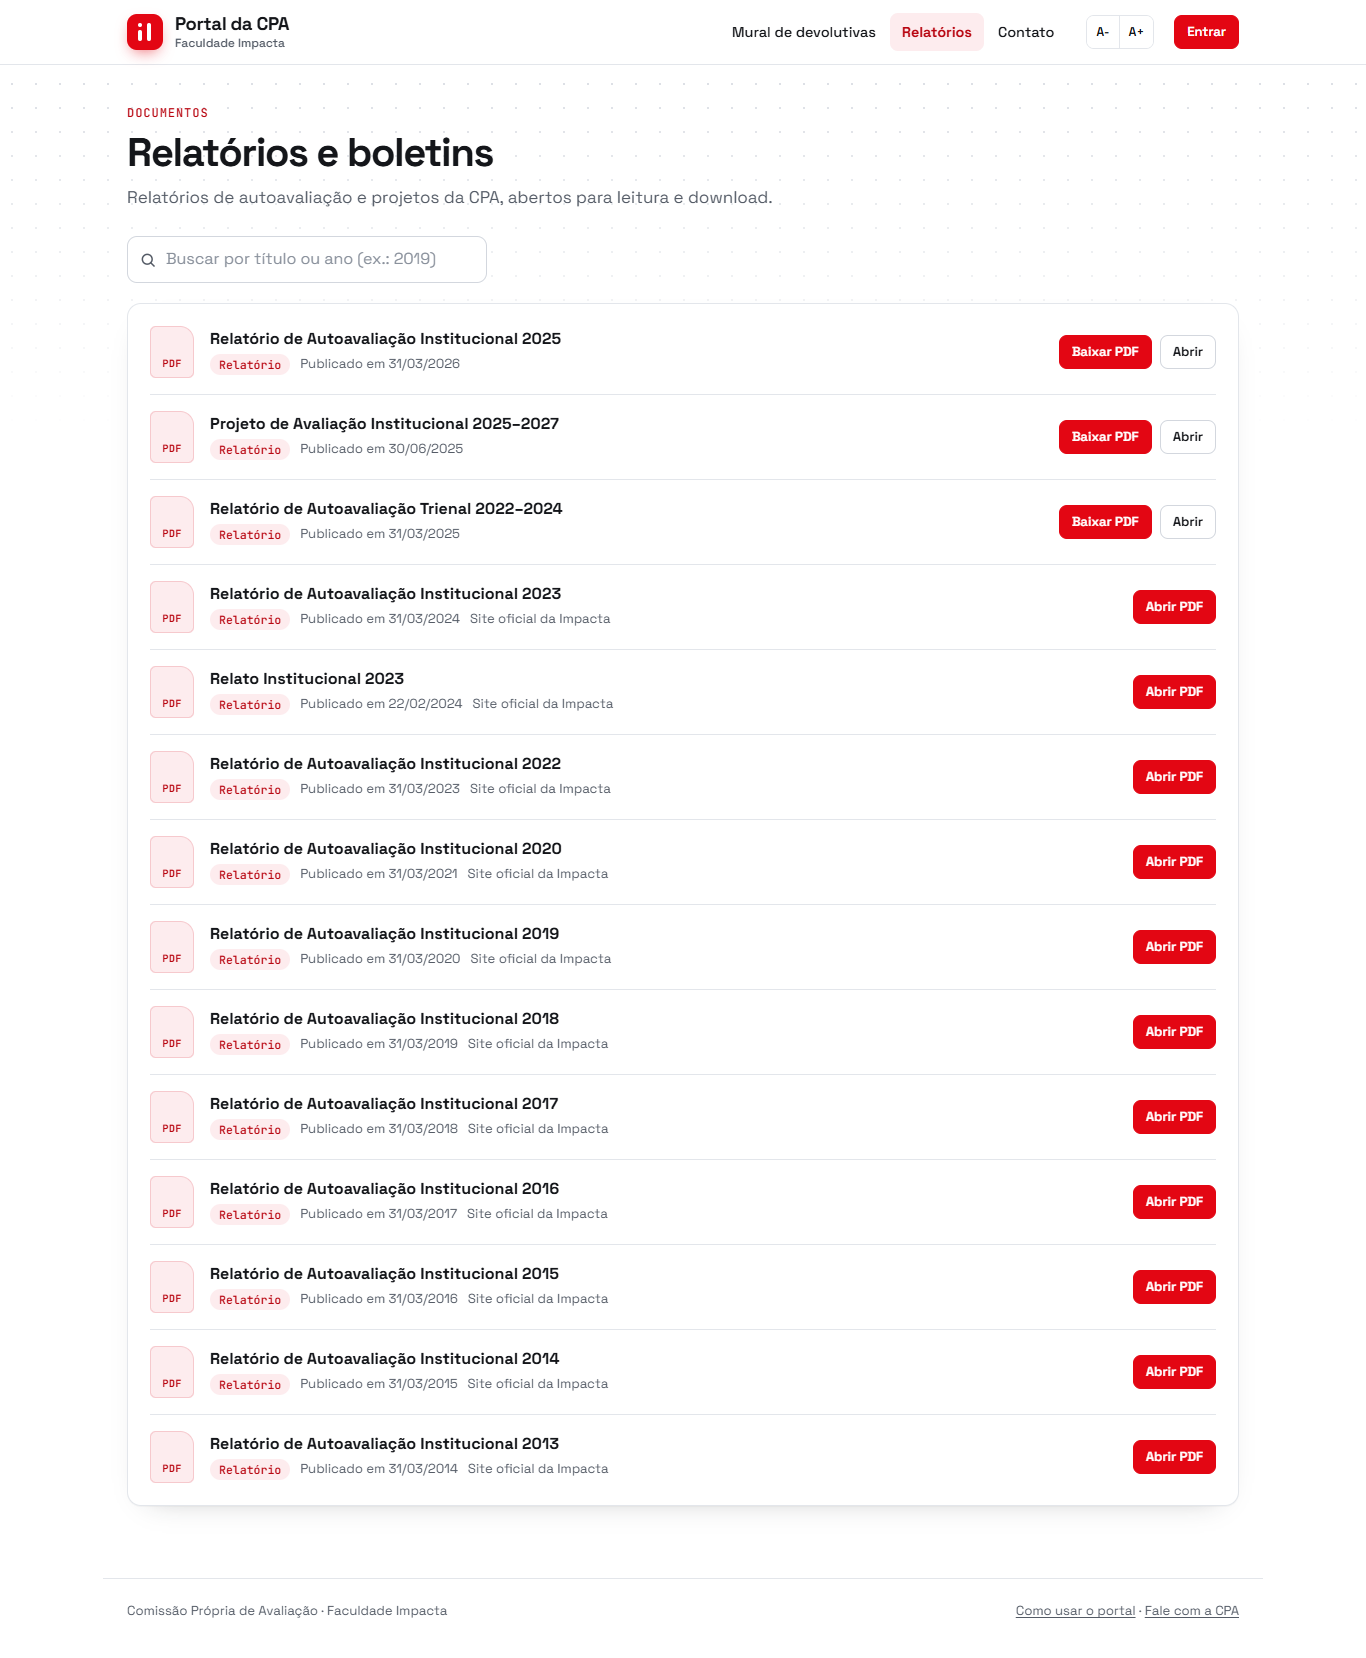 Portal da CPA
Faculdade Impacta
Mural de devolutivas Relatórios Contato A- A+ Entrar
DOCUMENTOS
Relatórios e boletins
Relatórios de autoavaliação e projetos da CPA, abertos para leitura e download.
Buscar por título ou ano (ex.: 2019)
PDF
Relatório de Autoavaliação Institucional 2025
Relatório Publicado em 31/03/2026
Baixar PDF Abrir
PDF
Projeto de Avaliação Institucional 2025–2027
Relatório Publicado em 30/06/2025
Baixar PDF Abrir
PDF
Relatório de Autoavaliação Trienal 2022–2024
Relatório Publicado em 31/03/2025
Baixar PDF Abrir
PDF
Relatório de Autoavaliação Institucional 2023
Relatório Publicado em 31/03/2024 Site oficial da Impacta
Abrir PDF
PDF
Relato Institucional 2023
Relatório Publicado em 22/02/2024 Site oficial da Impacta
Abrir PDF
PDF
Relatório de Autoavaliação Institucional 2022
Relatório Publicado em 31/03/2023 Site oficial da Impacta
Abrir PDF
PDF
Relatório de Autoavaliação Institucional 2020
Relatório Publicado em 31/03/2021 Site oficial da Impacta
Abrir PDF
PDF
Relatório de Autoavaliação Institucional 2019
Relatório Publicado em 31/03/2020 Site oficial da Impacta
Abrir PDF
PDF
Relatório de Autoavaliação Institucional 2018
Relatório Publicado em 31/03/2019 Site oficial da Impacta
Abrir PDF
PDF
Relatório de Autoavaliação Institucional 2017
Relatório Publicado em 31/03/2018 Site oficial da Impacta
Abrir PDF
PDF
Relatório de Autoavaliação Institucional 2016
Relatório Publicado em 31/03/2017 Site oficial da Impacta
Abrir PDF
PDF
Relatório de Autoavaliação Institucional 2015
Relatório Publicado em 31/03/2016 Site oficial da Impacta
Abrir PDF
PDF
Relatório de Autoavaliação Institucional 2014
Relatório Publicado em 31/03/2015 Site oficial da Impacta
Abrir PDF
PDF
Relatório de Autoavaliação Institucional 2013
Relatório Publicado em 31/03/2014 Site oficial da Impacta
Abrir PDF
Comissão Própria de Avaliação · Faculdade Impacta
Como usar o portal · Fale com a CPA